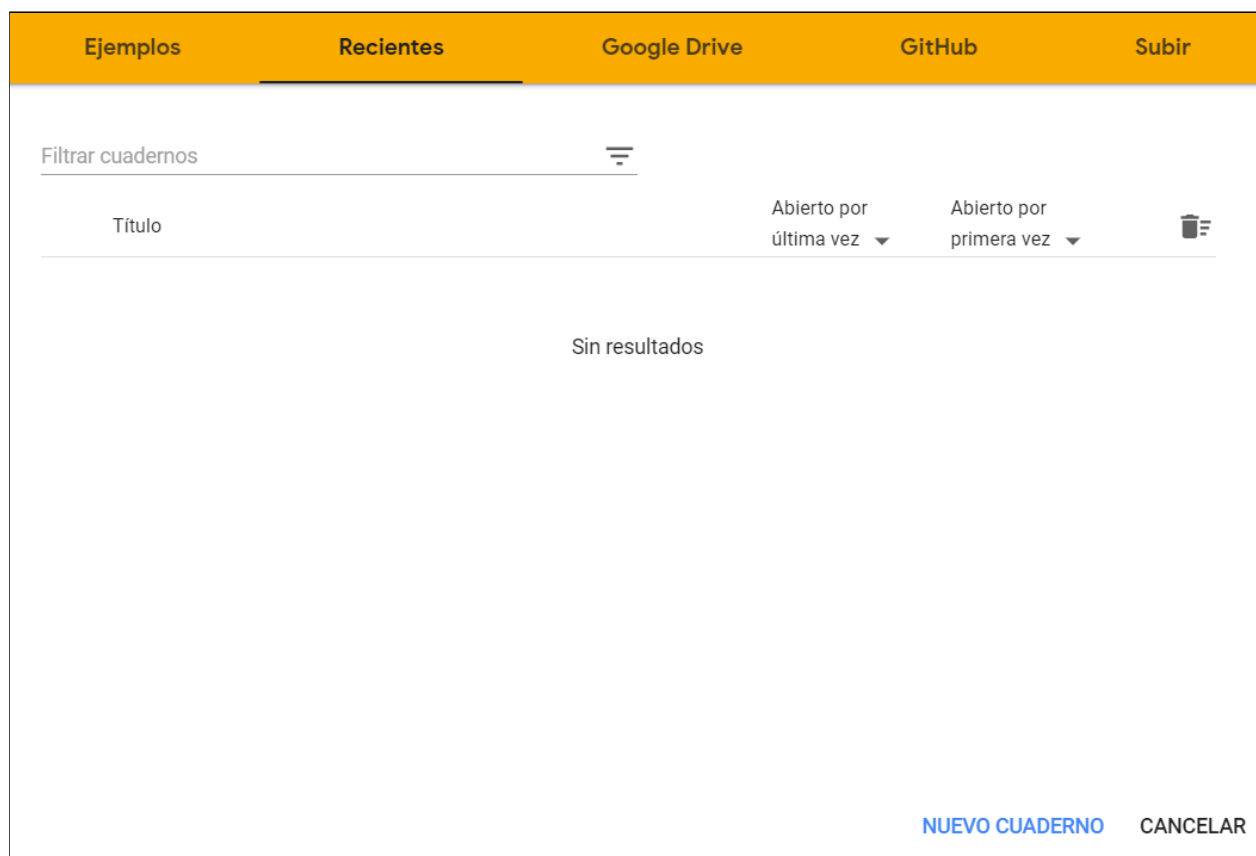 Ejemplos Recientes Google Drive GitHub Subir
Filtrar cuadernos
Título
Abierto por
última vez
Abierto por
primera vez
Sin resultados
NUEVO CUADERNO CANCELAR